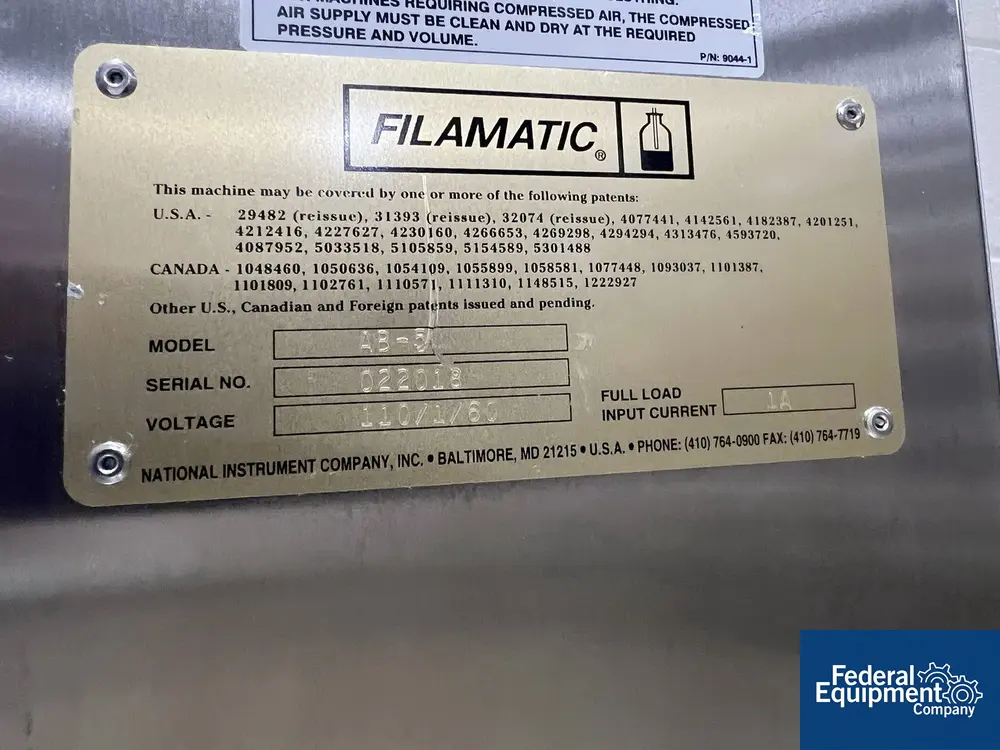 MACHINES REQUIRING COMPRESSED AIR, THE COMPRESSED
AIR SUPPLY MUST BE CLEAN AND DRY AT THE REQUIRED
PRESSURE AND VOLUME.
P/N: 9044-1
FILAMATIC®
This machine may be covered by one or more of the following patents:
U.S.A. - 29482 (reissue), 31393 (reissue), 32074 (reissue), 4077441, 4142561, 4182387, 4201251,
4212416, 4227627, 4230160, 4266653, 4269298, 4294294, 4313476, 4593720,
4087952, 5033518, 5105859, 5154589, 5301488
CANADA - 1048460, 1050636, 1054109, 1055899, 1058581, 1077448, 1093037, 1101387,
1101809, 1102761, 1110571, 1111310, 1148515, 1222927
Other U.S., Canadian and Foreign patents issued and pending.
MODEL AB-5
SERIAL NO. 022018
VOLTAGE 110/1/60
FULL LOAD
INPUT CURRENT 1A
NATIONAL INSTRUMENT COMPANY, INC. • BALTIMORE, MD 21215 • U.S.A. • PHONE: (410) 764-0900 FAX: (410) 764-7719
Federal
Equipment
Company